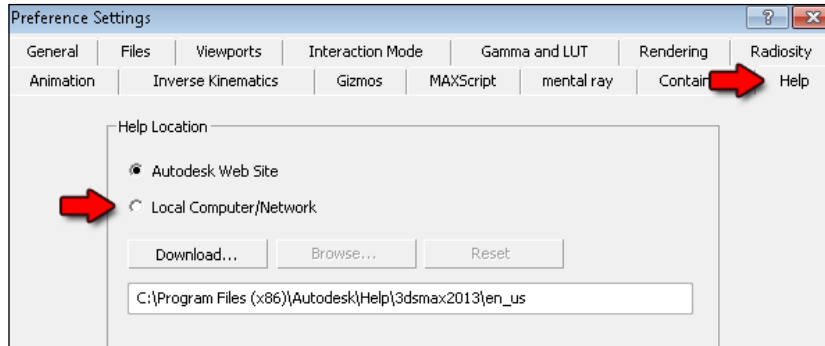 Preference Settings
General Files Viewports Interaction Mode Gamma and LUT Rendering Radiosity
Animation Inverse Kinematics Gizmos MAXScript mental ray Contain Help
Help Location
Autodesk Web Site
Local Computer/Network
Download... Browse... Reset
C:\Program Files (x86)\Autodesk\Help\3dsmax2013\en_us